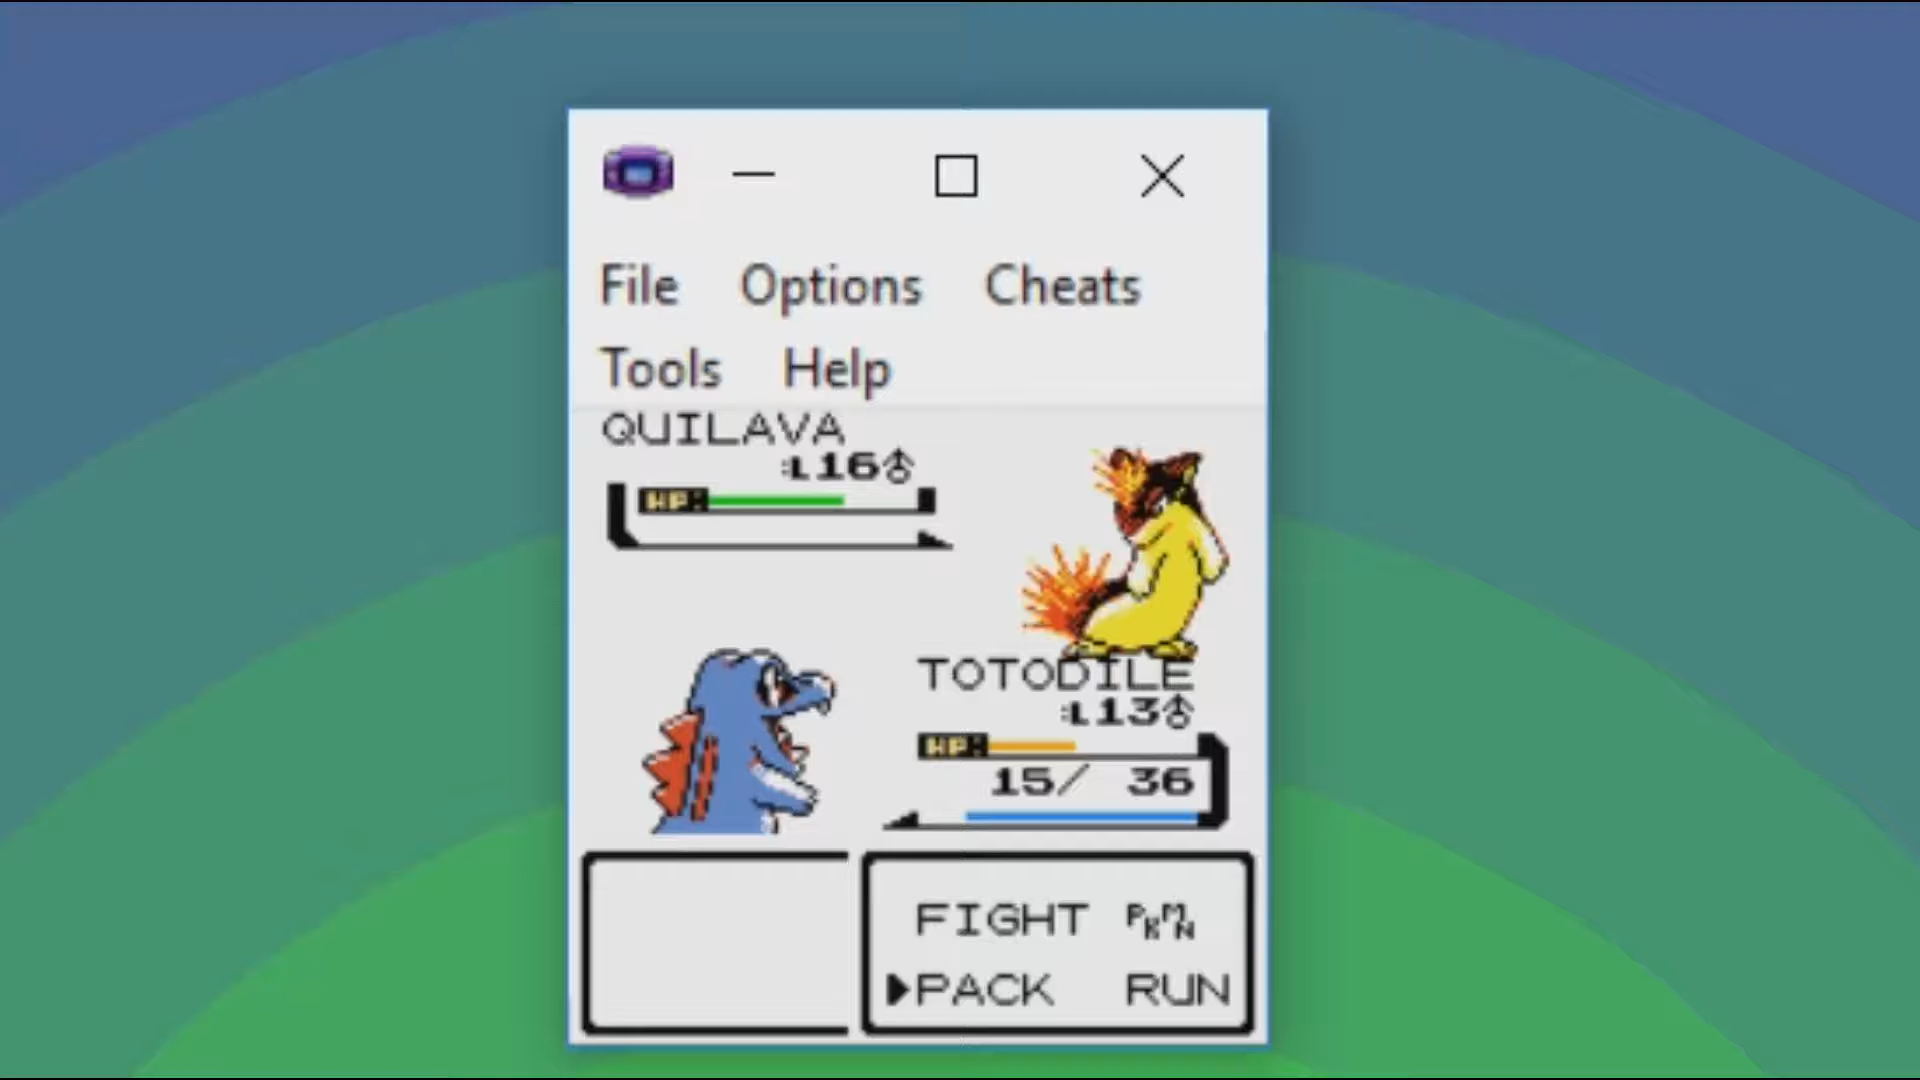 File Options Cheats
Tools Help
QUILAVA
:L16♂
HP:
TOTODILE
:L13♂
HP:
15/ 36
FIGHT PKMN
▶PACK RUN